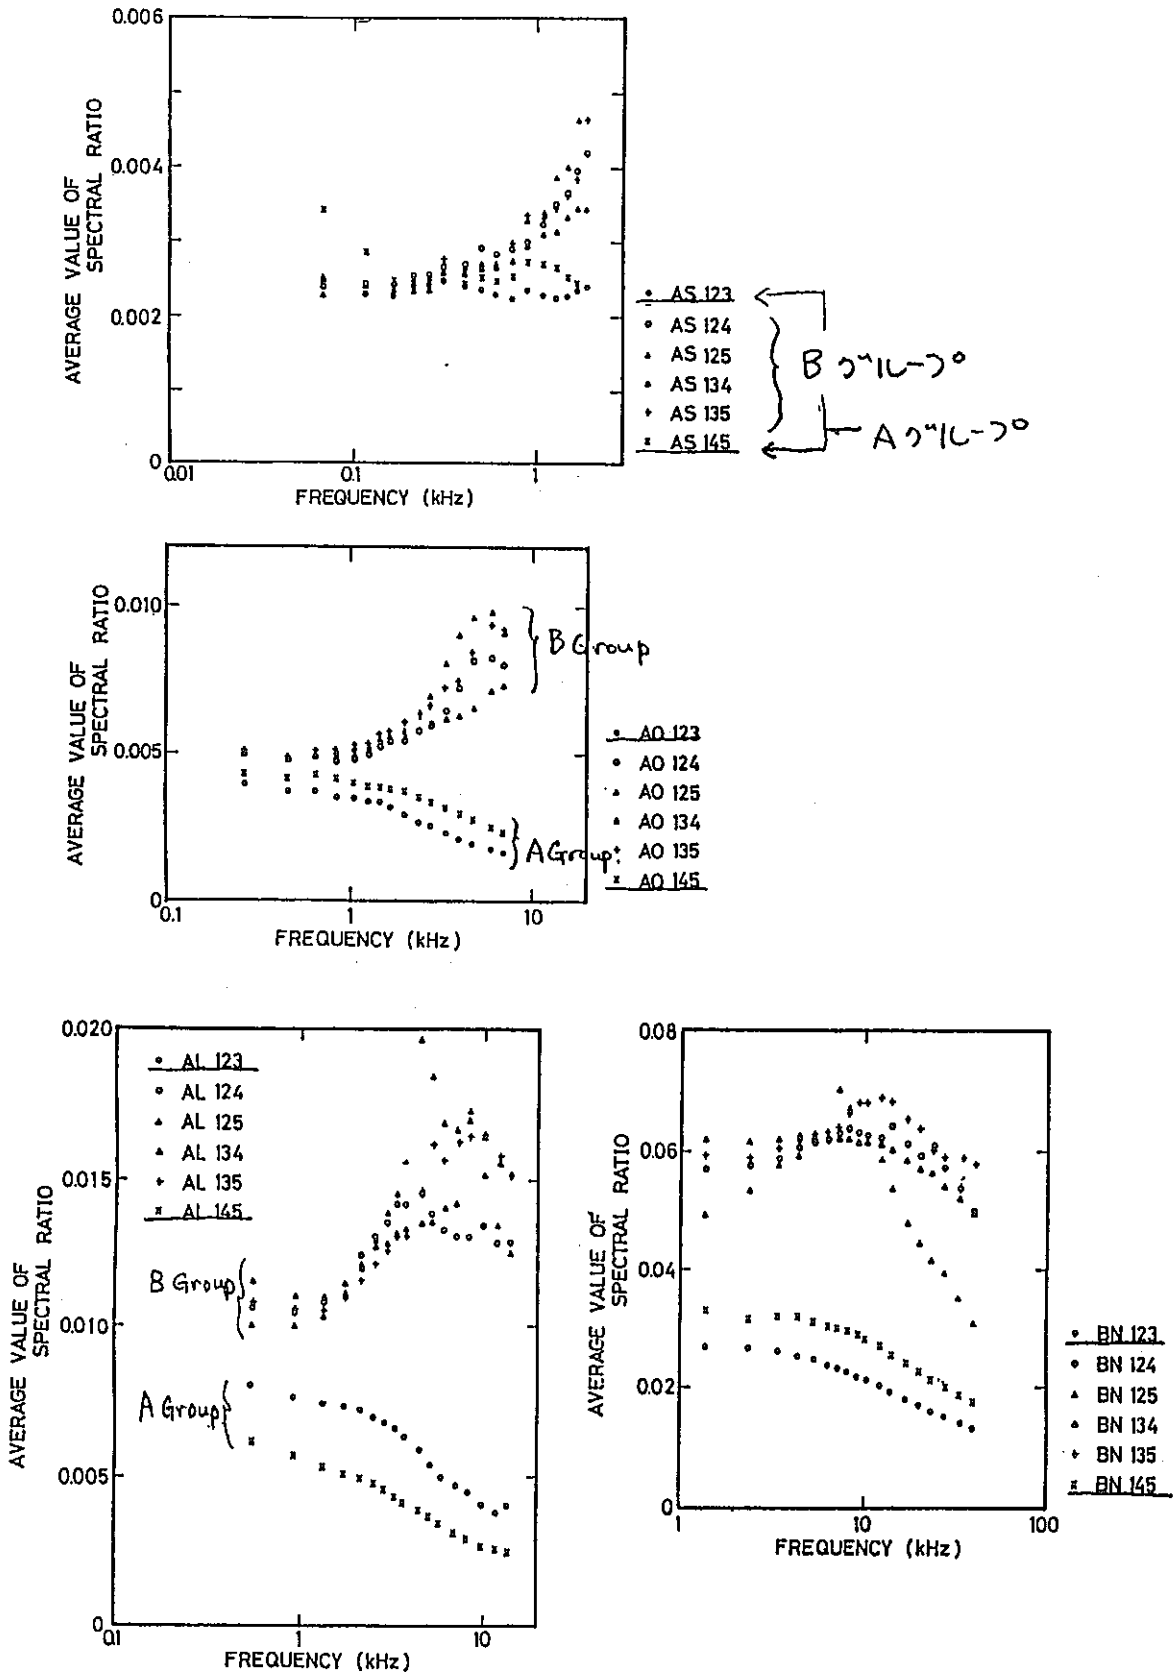 0.006
0.004
0.002
0
AVERAGE VALUE OF
SPECTRAL RATIO
0.01
0.1
1
FREQUENCY (kHz)
AS 123
AS 124
AS 125
AS 134
AS 135
AS 145
Bグループ
Aグループ
0.010
0.005
0
AVERAGE VALUE OF
SPECTRAL RATIO
0.1
1
10
FREQUENCY (kHz)
B Group
A Group
AO 123
AO 124
AO 125
AO 134
AO 135
AO 145
0.020
0.015
0.010
0.005
0
AVERAGE VALUE OF
SPECTRAL RATIO
AL 123
AL 124
AL 125
AL 134
AL 135
AL 145
B Group
A Group
0.1
1
10
FREQUENCY (kHz)
0.08
0.06
0.04
0.02
0
AVERAGE VALUE OF
SPECTRAL RATIO
1
10
100
FREQUENCY (kHz)
BN 123
BN 124
BN 125
BN 134
BN 135
BN 145